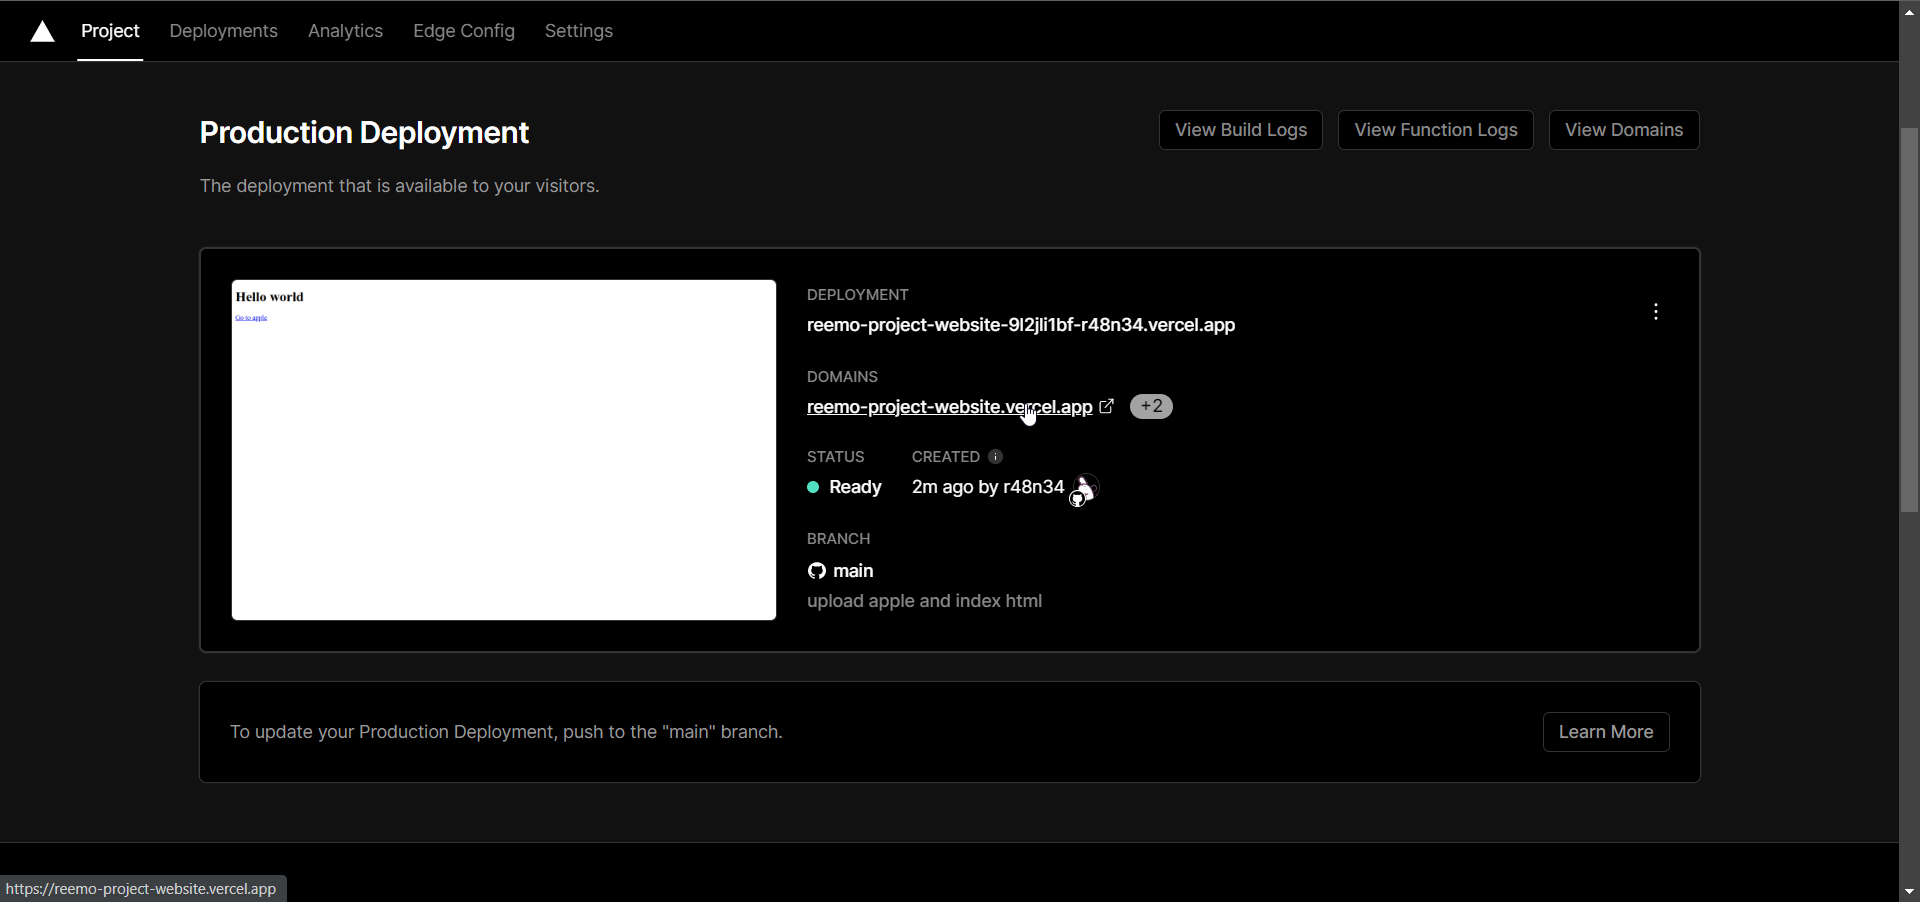 Project Deployments Analytics Edge Config Settings
Production Deployment
View Build Logs View Function Logs View Domains
The deployment that is available to your visitors.
Hello world
Go to apple
DEPLOYMENT
reemo-project-website-9l2jli1bf-r48n34.vercel.app
DOMAINS
reemo-project-website.vercel.app +2
STATUS CREATED
Ready 2m ago by r48n34
BRANCH
main
upload apple and index html
To update your Production Deployment, push to the "main" branch.
Learn More
https://reemo-project-website.vercel.app